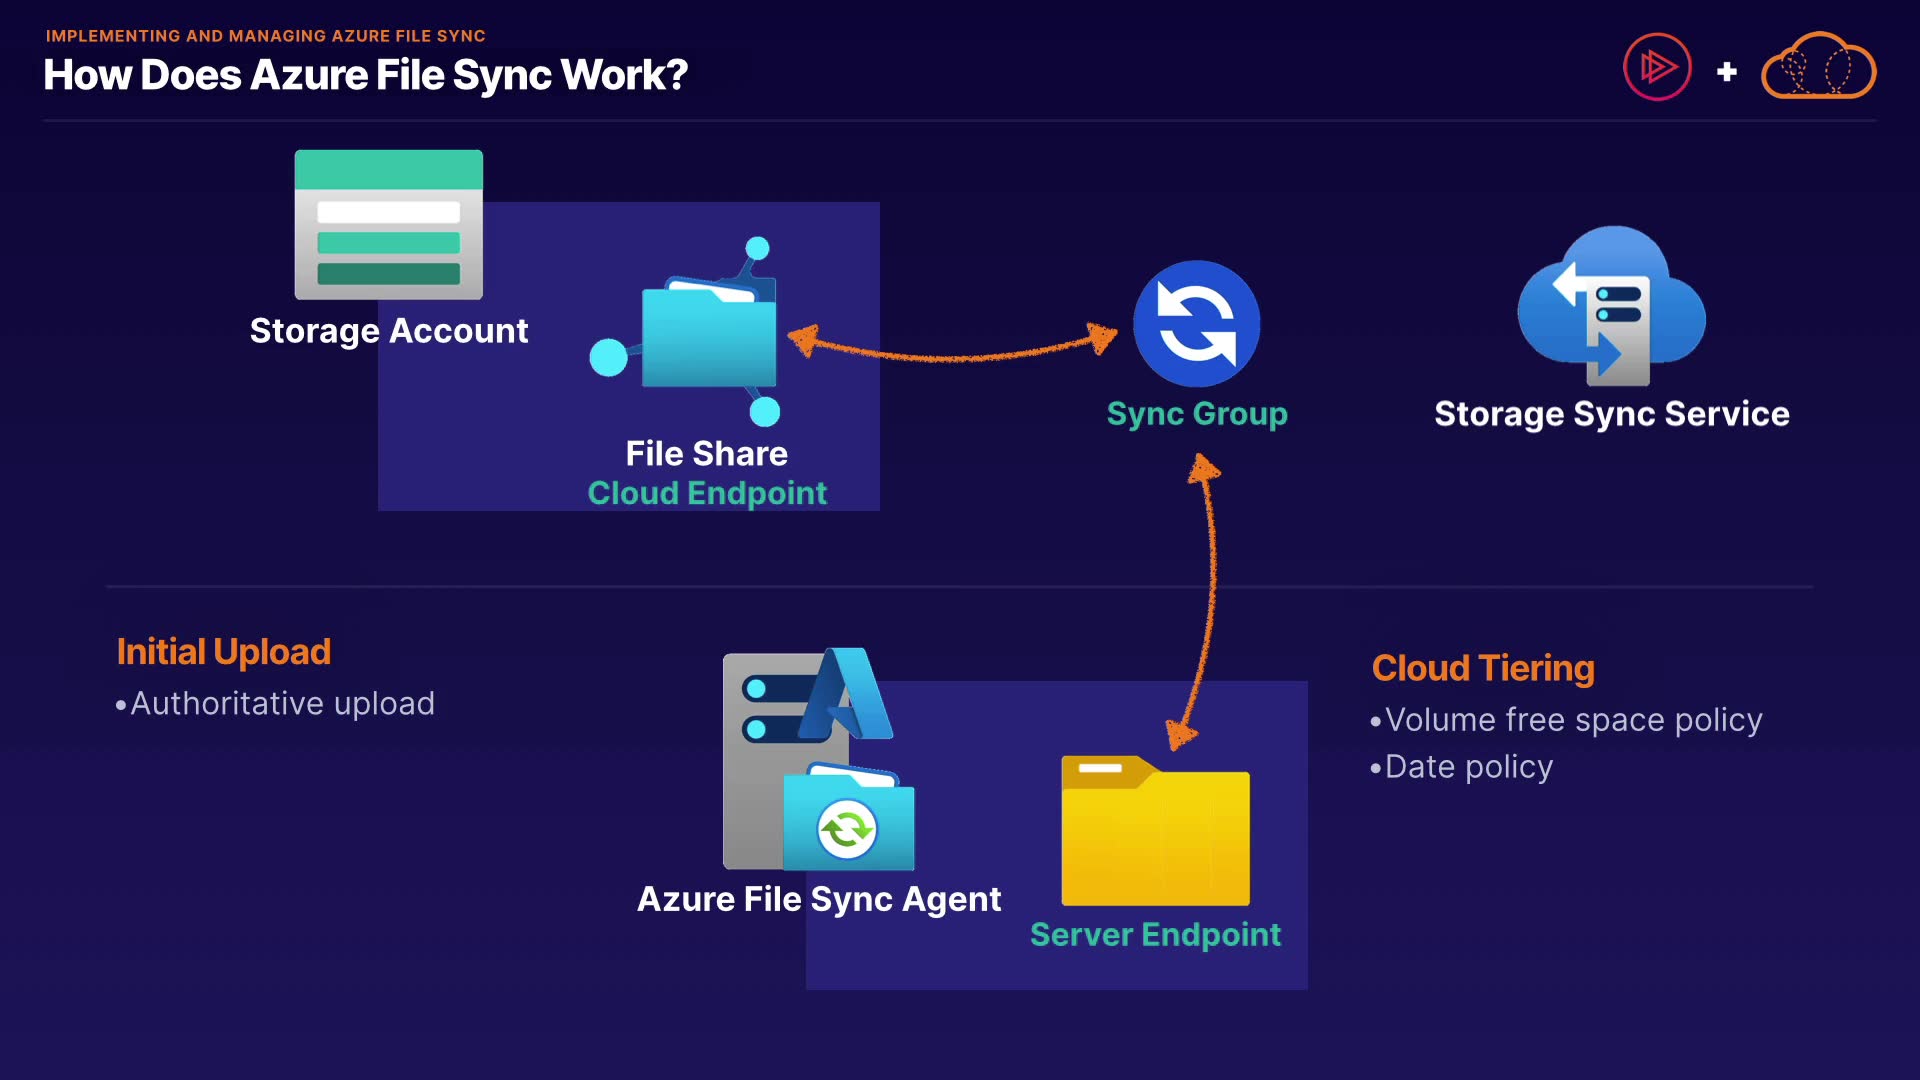 IMPLEMENTING AND MANAGING AZURE FILE SYNC
How Does Azure File Sync Work?
Storage Account
File Share
Cloud Endpoint
Sync Group
Storage Sync Service
Initial Upload
•Authoritative upload
Azure File Sync Agent
Server Endpoint
Cloud Tiering
•Volume free space policy
•Date policy